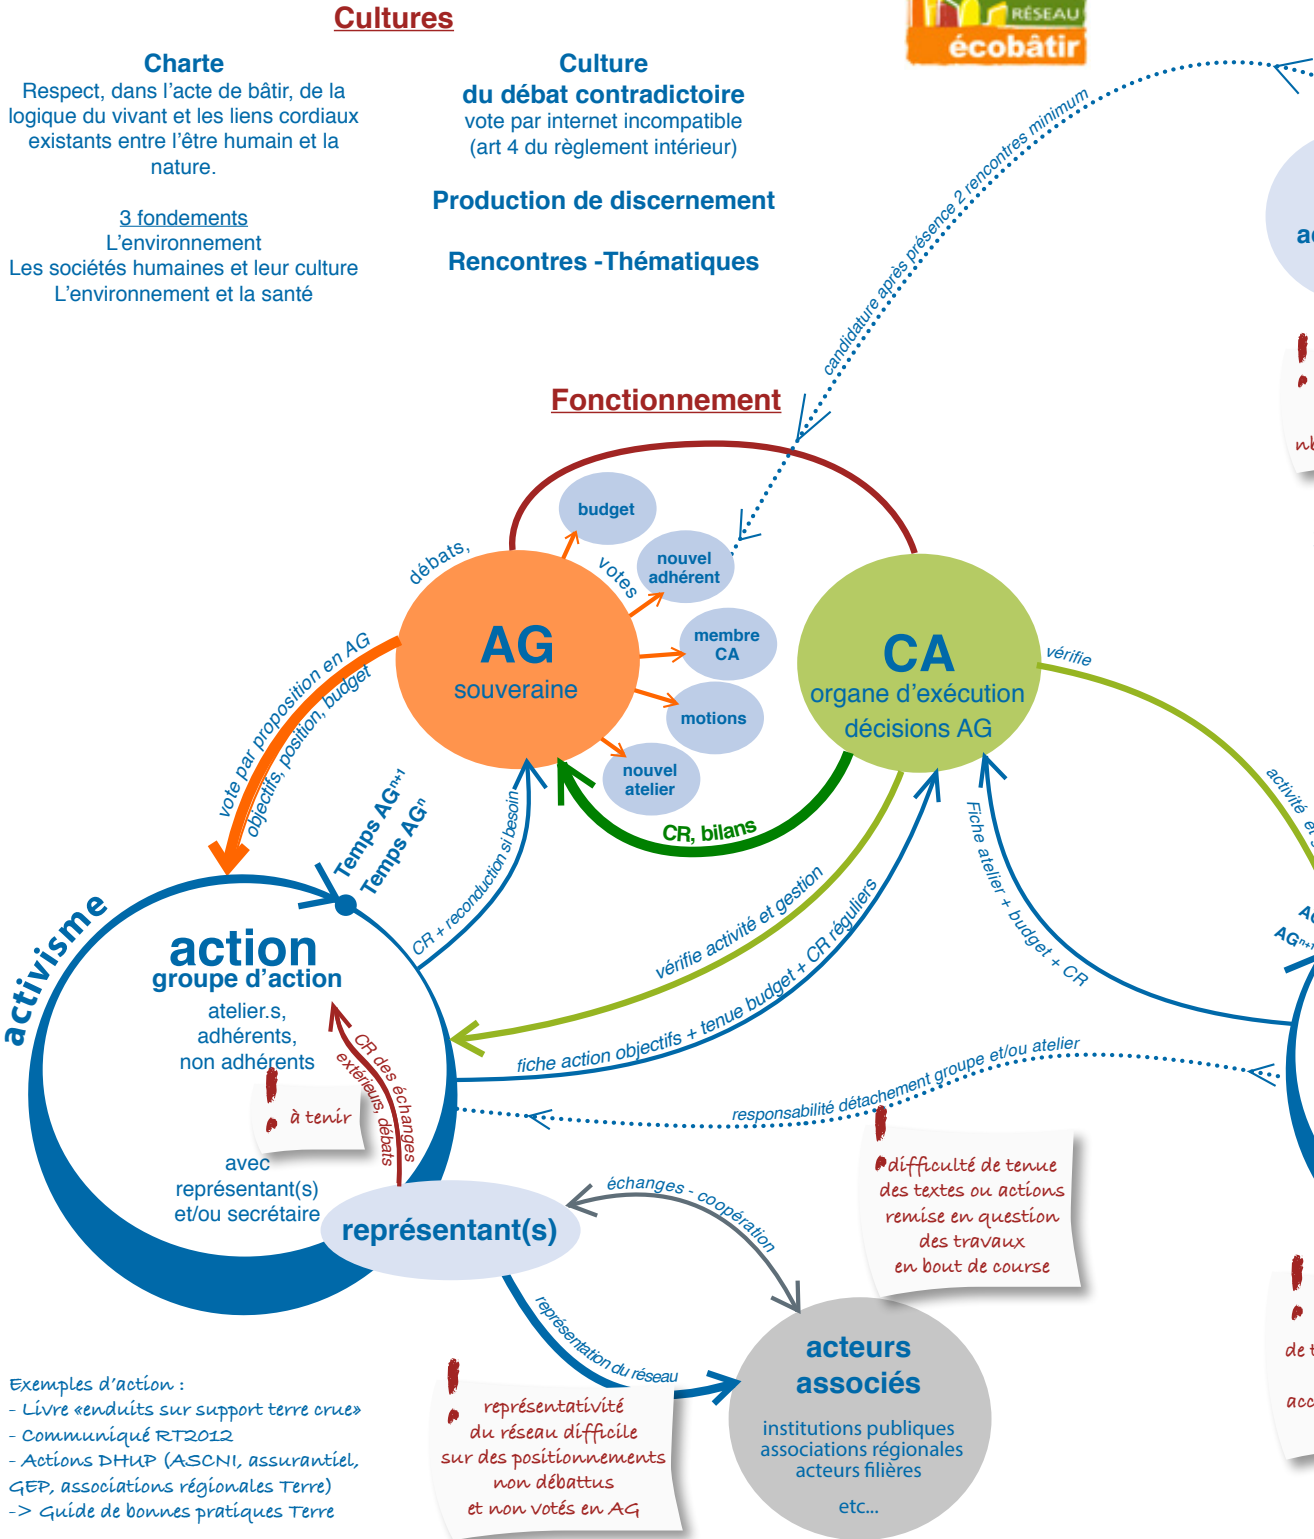 Cultures
RÉSEAU
écobâtir
Charte
Respect, dans l'acte de bâtir, de la
logique du vivant et les liens cordiaux
existants entre l'être humain et la
nature.
3 fondements
L'environnement
Les sociétés humaines et leur culture
L'environnement et la santé
Culture
du débat contradictoire
vote par internet incompatible
(art 4 du règlement intérieur)
Production de discernement
Rencontres -Thématiques
candidature après présence 2 rencontres minimum
Fonctionnement
débats,
votes
budget
nouvel
adhérent
membre
CA
motions
nouvel
atelier
AG
souveraine
CA
organe d'exécution
décisions AG
vérifie
activité et
vote par proposition en AG
objectifs, position, budget
Temps AGⁿ⁺¹
Temps AGⁿ
CR + reconduction si besoin
CR, bilans
vérifie activité et gestion
fiche action objectifs + tenue budget + CR réguliers
Fiche atelier + budget + CR
AGⁿ⁺¹
responsabilité détachement groupe et/ou atelier
activisme
action
groupe d'action
atelier.s,
adhérents,
non adhérents
CR des échanges
extérieurs, débats
à tenir
avec
représentant(s)
et/ou secrétaire
représentant(s)
échanges - coopération
représentation du réseau
difficulté de tenue
des textes ou actions
remise en question
des travaux
en bout de course
acteurs
associés
institutions publiques
associations régionales
acteurs filières
etc...
représentativité
du réseau difficile
sur des positionnements
non débattus
et non votés en AG
Exemples d'action :
- Livre «enduits sur support terre crue»
- Communiqué RT2012
- Actions DHUP (ASCNI, assurantiel,
GEP, associations régionales Terre)
-> Guide de bonnes pratiques Terre